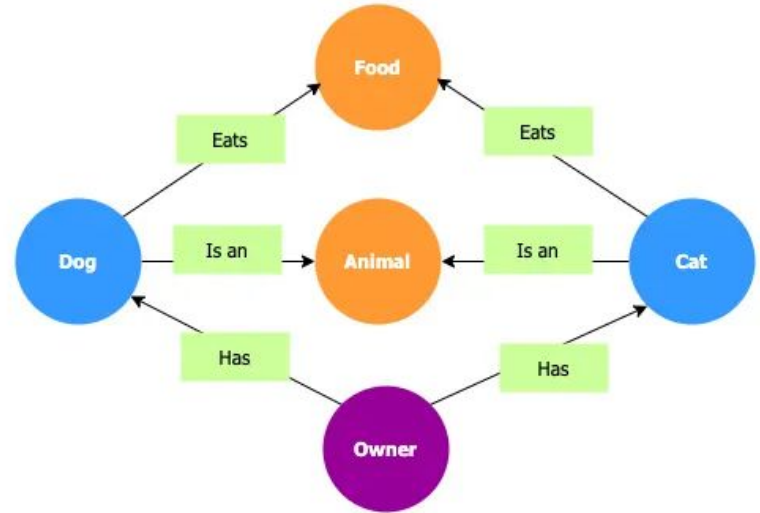 Food
Eats
Eats
Dog
Is an
Animal
Is an
Cat
Has
Has
Owner